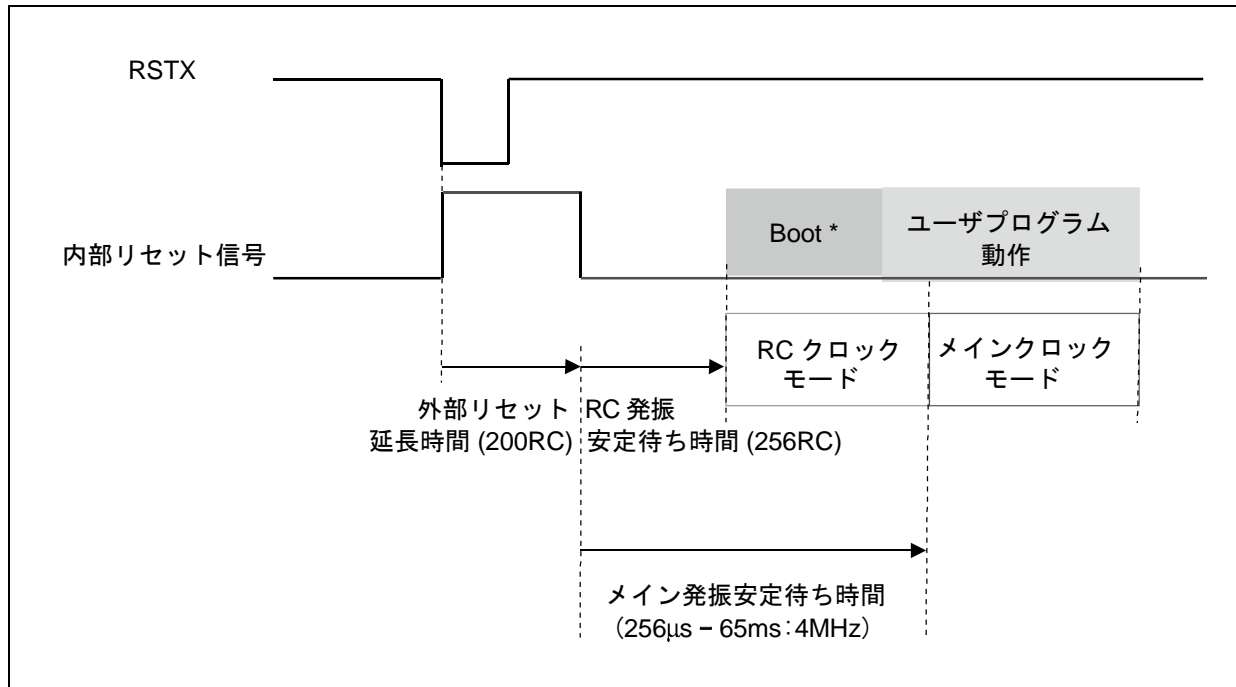 RSTX
内部リセット信号
Boot *
ユーザプログラム
動作
RC クロック
モード
メインクロック
モード
外部リセット
延長時間 (200RC)
RC 発振
安定待ち時間 (256RC)
メイン発振安定待ち時間
（256μs − 65ms：4MHz）